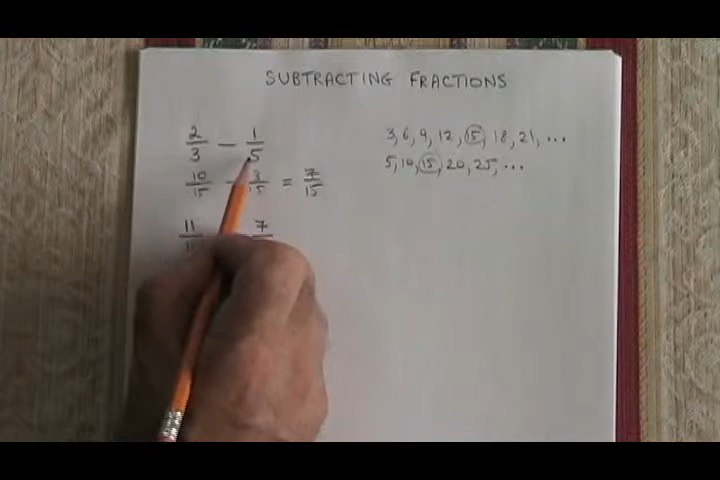 SUBTRACTING FRACTIONS
2/3 - 1/5
3, 6, 9, 12, 15, 18, 21, ...
5, 10, 15, 20, 25, ...
10/15 - 3/15 = 7/15
11 7